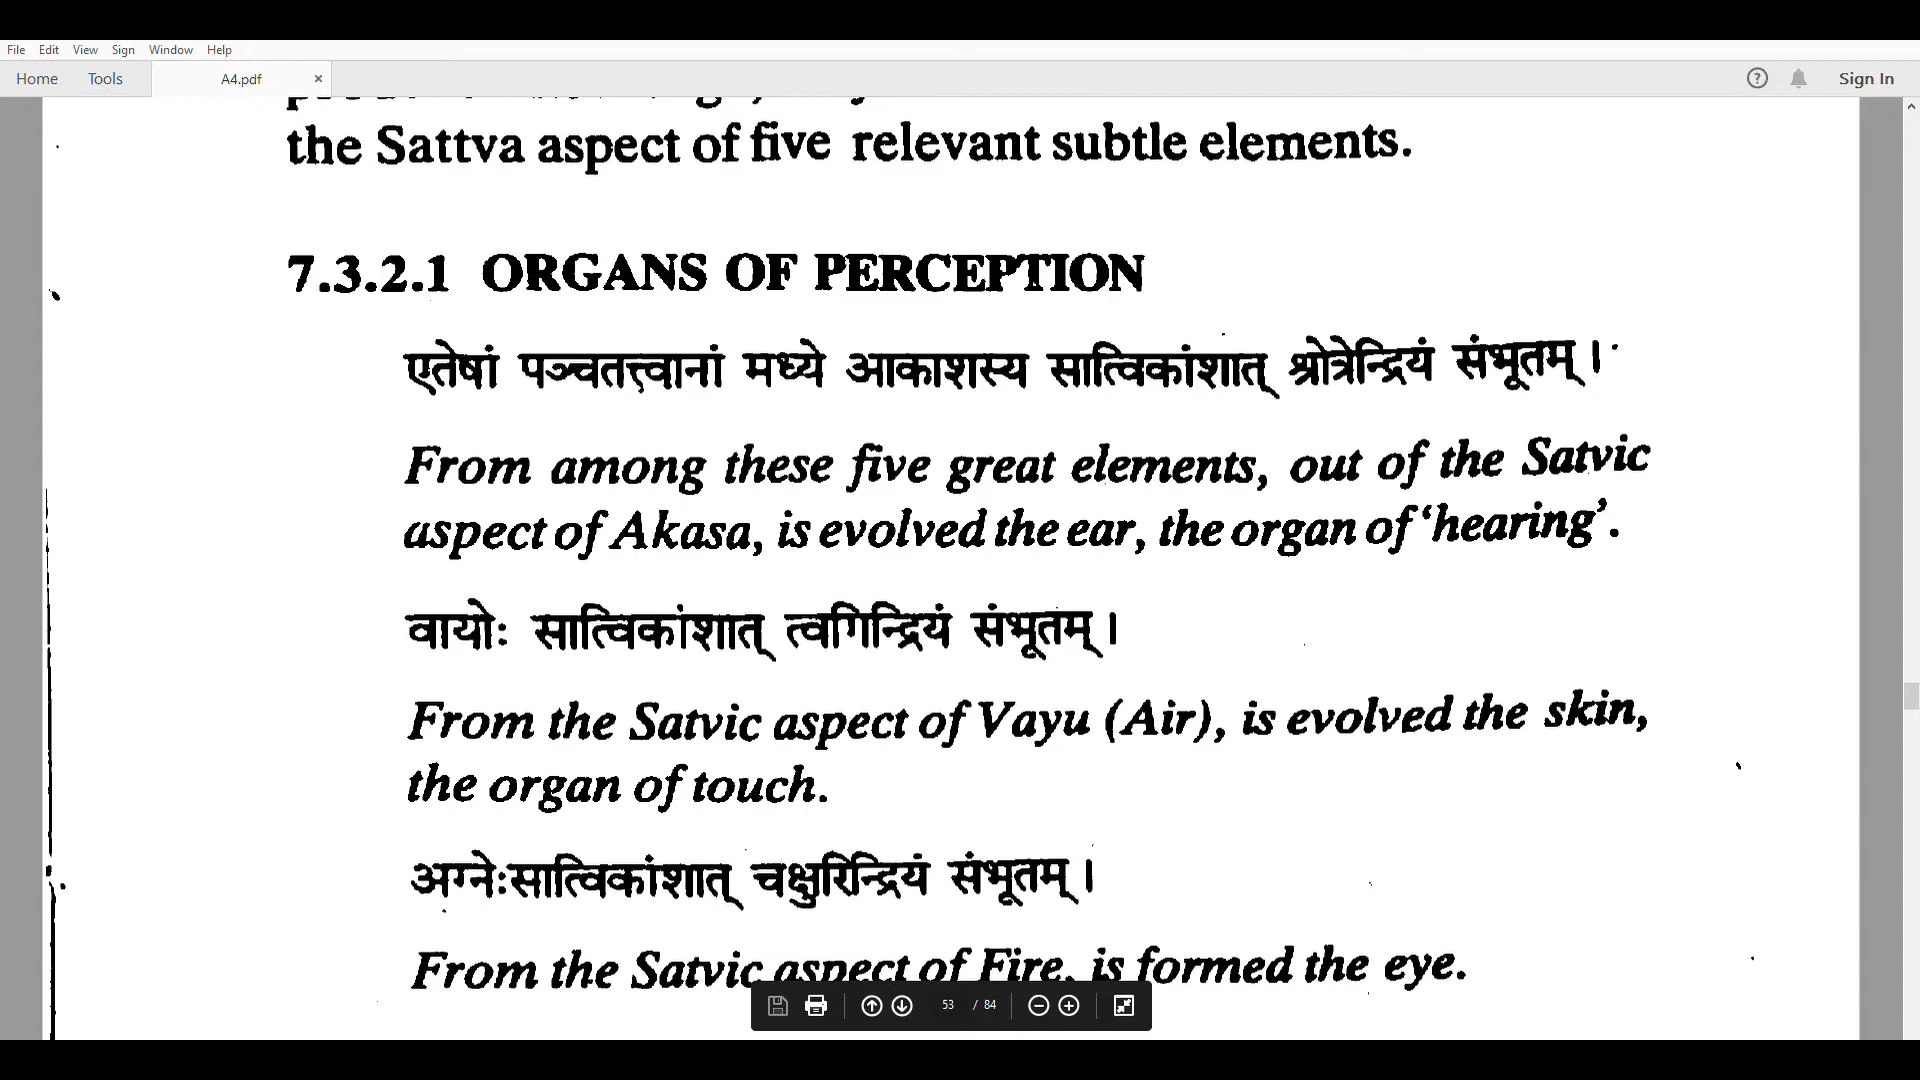 File Edit View Sign Window Help
Home Tools A4.pdf × Sign In
the Sattva aspect of five relevant subtle elements.
7.3.2.1 ORGANS OF PERCEPTION
एतेषां पञ्चतत्त्वानां मध्ये आकाशस्य सात्विकांशात् श्रोत्रेन्द्रियं संभूतम् ।
From among these five great elements, out of the Satvic
aspect of Akasa, is evolved the ear, the organ of ‘hearing’.
वायोः सात्विकांशात् त्वगिन्द्रियं संभूतम् ।
From the Satvic aspect of Vayu (Air), is evolved the skin,
the organ of touch.
अग्नेःसात्विकांशात् चक्षुरिन्द्रियं संभूतम् ।
From the Satvic aspect of Fire, is formed the eye.
53 / 84